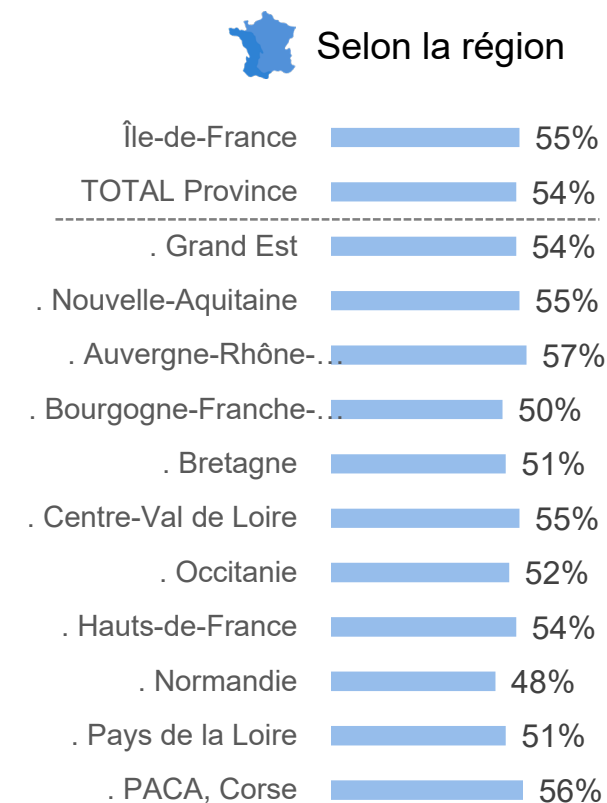 Selon la région
Île-de-France 55%
TOTAL Province 54%
. Grand Est 54%
. Nouvelle-Aquitaine 55%
. Auvergne-Rhône-… 57%
. Bourgogne-Franche-… 50%
. Bretagne 51%
. Centre-Val de Loire 55%
. Occitanie 52%
. Hauts-de-France 54%
. Normandie 48%
. Pays de la Loire 51%
. PACA, Corse 56%